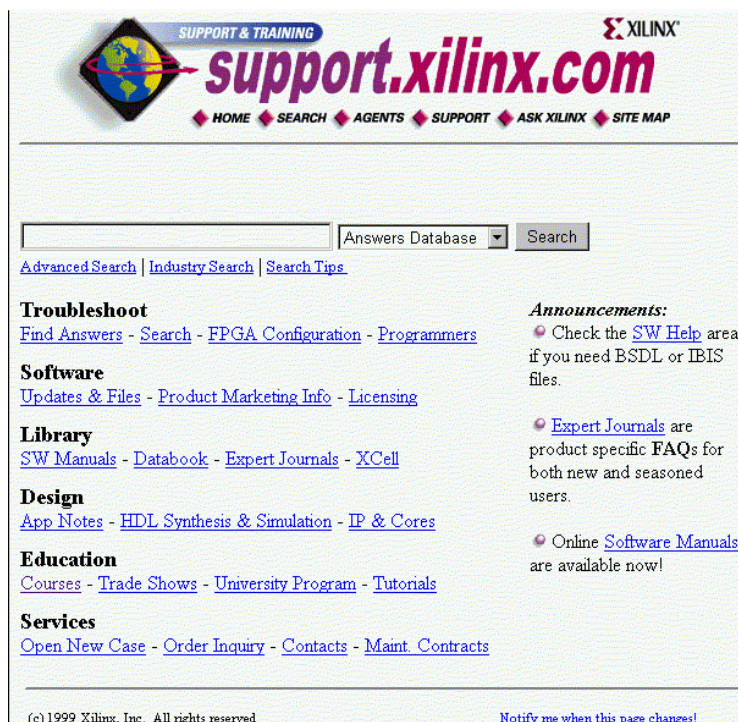 SUPPORT & TRAINING
XILINX
support.xilinx.com
HOME SEARCH AGENTS SUPPORT ASK XILINX SITE MAP
Answers Database Search
Advanced Search | Industry Search | Search Tips
Troubleshoot
Find Answers - Search - FPGA Configuration - Programmers
Software
Updates & Files - Product Marketing Info - Licensing
Library
SW Manuals - Databook - Expert Journals - XCell
Design
App Notes - HDL Synthesis & Simulation - IP & Cores
Education
Courses - Trade Shows - University Program - Tutorials
Services
Open New Case - Order Inquiry - Contacts - Maint. Contracts
Announcements:
Check the SW Help area
if you need BSDL or IBIS
files.
Expert Journals are
product specific FAQs for
both new and seasoned
users.
Online Software Manuals
are available now!
(c) 1999 Xilinx, Inc. All rights reserved
Notify me when this page changes!